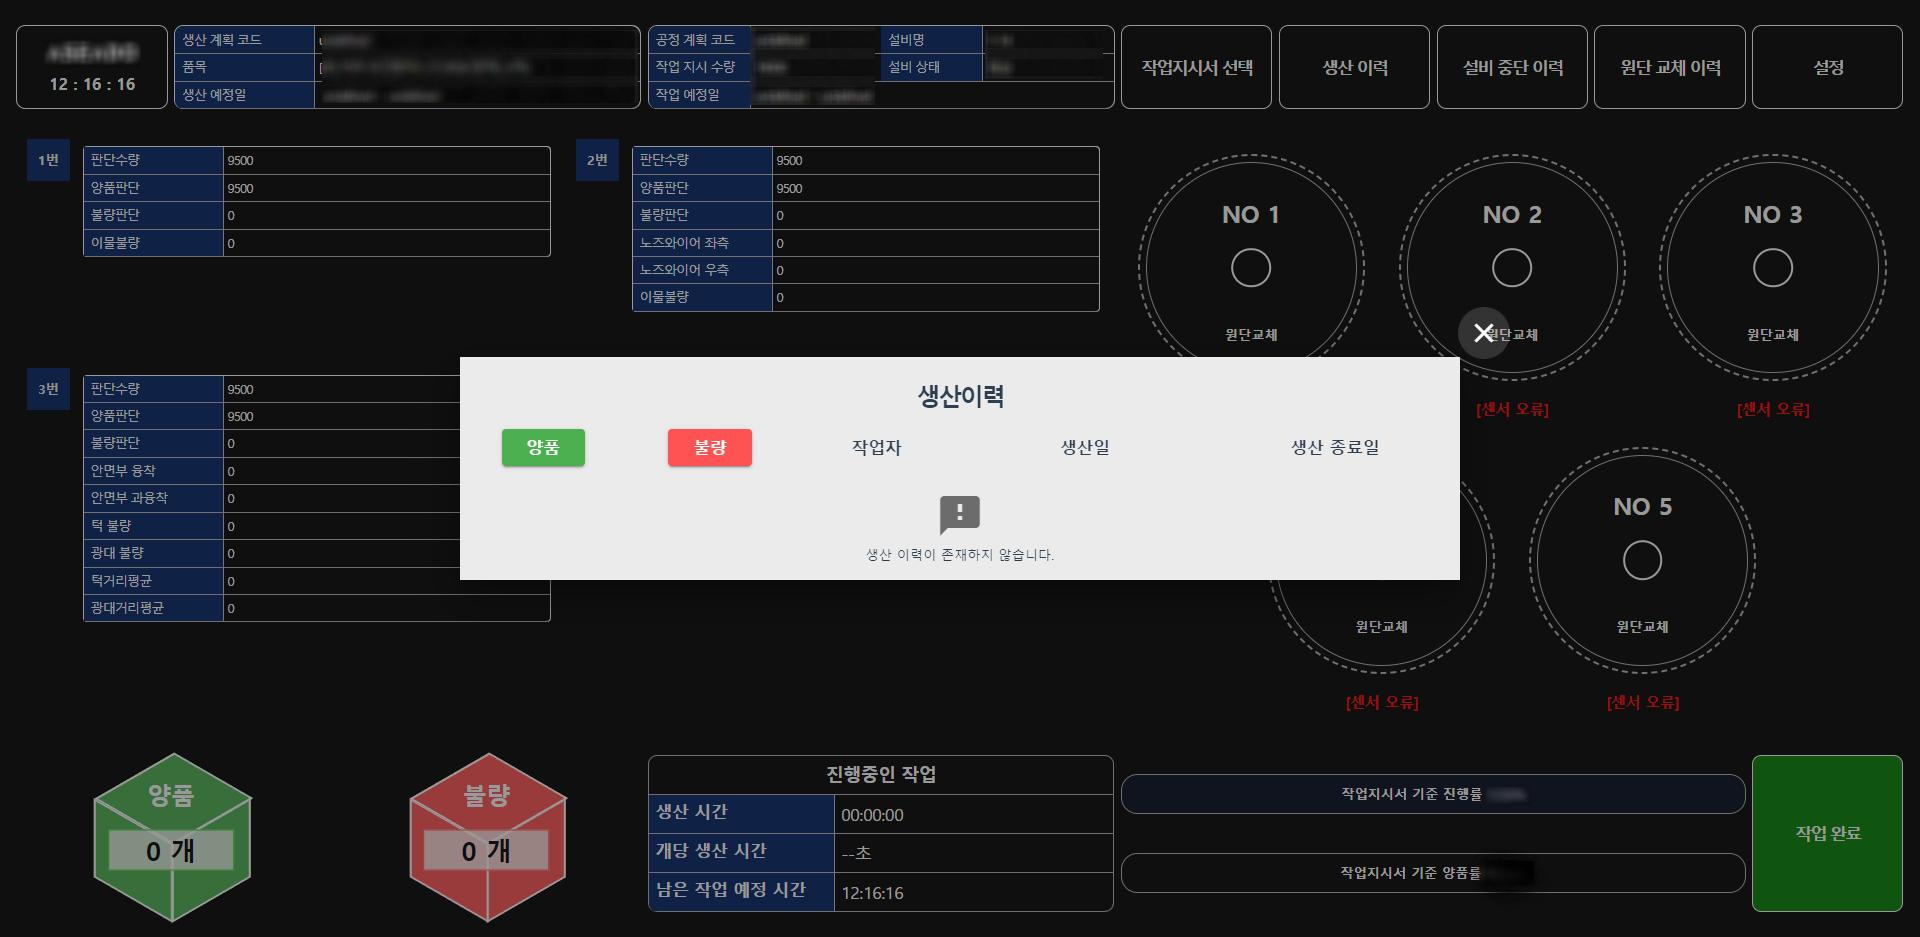 12 : 16 : 16
생산 계획 코드
품목
생산 예정일
공정 계획 코드
설비명
작업 지시 수량
설비 상태
작업 예정일
작업지시서 선택
생산 이력
설비 중단 이력
원단 교체 이력
설정
1번
판단수량 9500
양품판단 9500
불량판단 0
이물불량 0
2번
판단수량 9500
양품판단 9500
불량판단 0
노즈와이어 좌측 0
노즈와이어 우측 0
이물불량 0
NO 1
원단교체
NO 2
원단교체
[센서 오류]
NO 3
원단교체
[센서 오류]
3번
판단수량 9500
양품판단 9500
불량판단 0
안면부 융착 0
안면부 과융착 0
턱 불량 0
광대 불량 0
턱거리평균 0
광대거리평균 0
생산이력
양품
불량
작업자
생산일
생산 종료일
생산 이력이 존재하지 않습니다.
원단교체
[센서 오류]
NO 5
원단교체
[센서 오류]
양품
0 개
불량
0 개
진행중인 작업
생산 시간 00:00:00
개당 생산 시간 --초
남은 작업 예정 시간 12:16:16
작업지시서 기준 진행률
작업지시서 기준 양품률
작업 완료